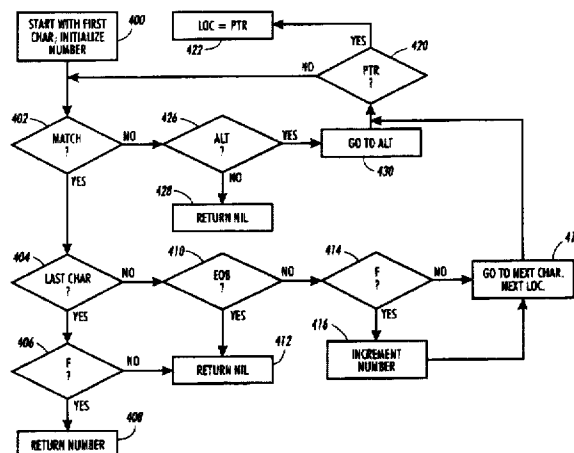 START WITH FIRST
CHAR; INITIALIZE
NUMBER
400
LOC = PTR
422
YES
420
PTR
?
NO
402
MATCH
?
NO
YES
426
ALT
?
YES
NO
GO TO ALT
430
428
RETURN NIL
404
LAST CHAR
?
NO
YES
410
EOB
?
NO
YES
414
F
?
NO
YES
GO TO NEXT CHAR.
NEXT LOC.
416
INCREMENT
NUMBER
406
F
?
NO
YES
412
RETURN NIL
408
RETURN NUMBER